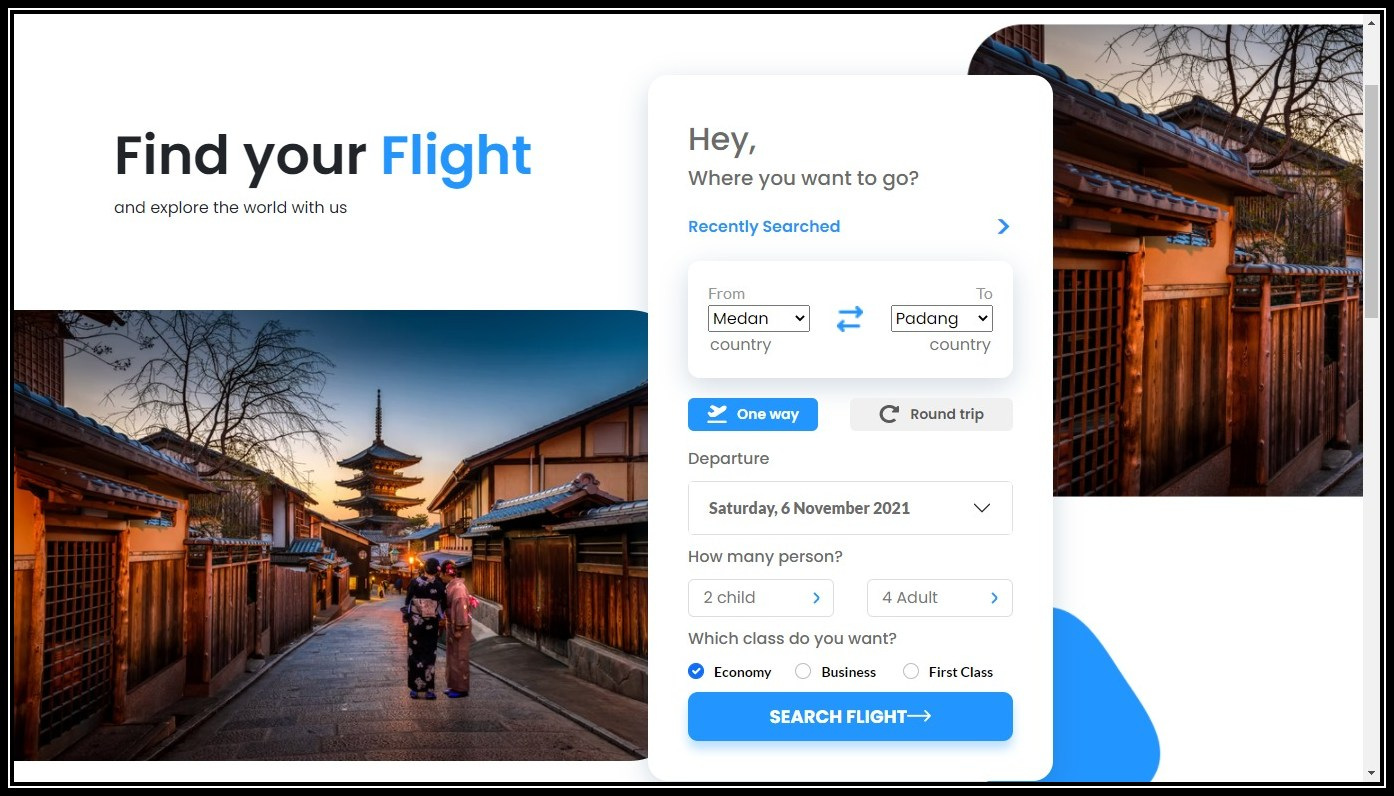 Find your Flight
and explore the world with us
Hey,
Where you want to go?
Recently Searched
From To
Medan Padang
country country
One way Round trip
Departure
Saturday, 6 November 2021
How many person?
2 child 4 Adult
Which class do you want?
Economy Business First Class
SEARCH FLIGHT